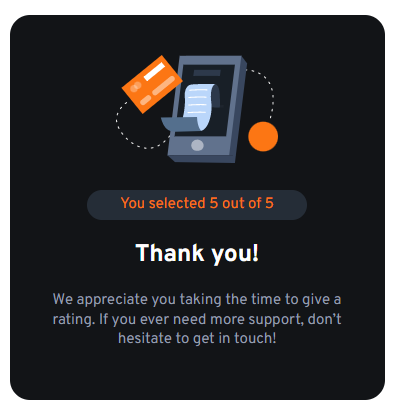 You selected 5 out of 5
Thank you!
We appreciate you taking the time to give a
rating. If you ever need more support, don’t
hesitate to get in touch!